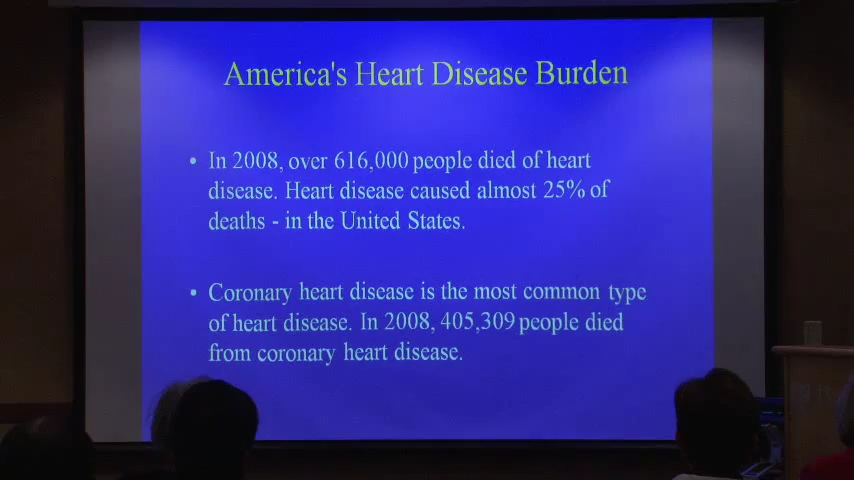 America's Heart Disease Burden
• In 2008, over 616,000 people died of heart
disease. Heart disease caused almost 25% of
deaths - in the United States.
• Coronary heart disease is the most common type
of heart disease. In 2008, 405,309 people died
from coronary heart disease.